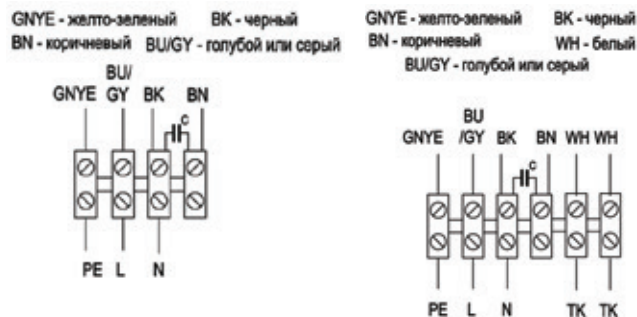 GNYE - желто-зеленый BK - черный
BN - коричневый BU/GY - голубой или серый
BU/
GY
GNYE BK BN
C
PE L N
GNYE - желто-зеленый BK - черный
BN - коричневый WH - белый
BU/GY - голубой или серый
BU
/GY
GNYE BK BN WH WH
C
PE L N TK TK